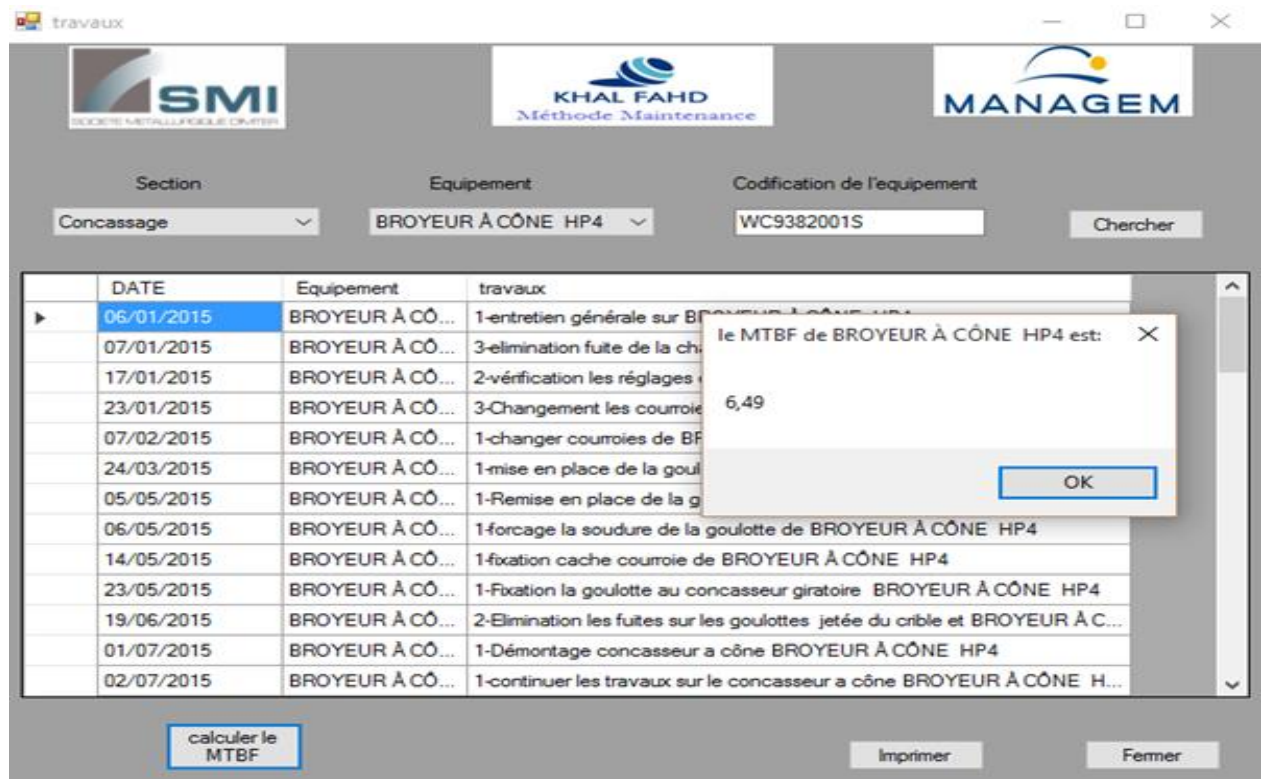 travaux
SMI
SOCIETE METALLURGIQUE D'IMITER
KHAL FAHD
Méthode Maintenance
MANAGEM
Section Equipement Codification de l'equipement
Concassage BROYEUR À CÔNE HP4 WC9382001S Chercher
DATE Equipement travaux
06/01/2015 BROYEUR À CÔ... 1-entretien générale sur
07/01/2015 BROYEUR À CÔ... 3-elimination fuite de la
17/01/2015 BROYEUR À CÔ... 2-vérification les réglages
23/01/2015 BROYEUR À CÔ... 3-Changement les
07/02/2015 BROYEUR À CÔ... 1-changer courroies de
24/03/2015 BROYEUR À CÔ... 1-mise en place de la
05/05/2015 BROYEUR À CÔ... 1-Remise en place de la
06/05/2015 BROYEUR À CÔ... 1-forcage la soudure de la goulotte de BROYEUR À CÔNE HP4
14/05/2015 BROYEUR À CÔ... 1-fixation cache courroie de BROYEUR À CÔNE HP4
23/05/2015 BROYEUR À CÔ... 1-Fixation la goulotte au concasseur giratoire BROYEUR À CÔNE HP4
19/06/2015 BROYEUR À CÔ... 2-Elimination les fuites sur les goulottes jetée du crible et BROYEUR À C...
01/07/2015 BROYEUR À CÔ... 1-Démontage concasseur a cône BROYEUR À CÔNE HP4
02/07/2015 BROYEUR À CÔ... 1-continuer les travaux sur le concasseur a cône BROYEUR À CÔNE H...
le MTBF de BROYEUR À CÔNE HP4 est:
6,49
OK
calculer le
MTBF
Imprimer Fermer